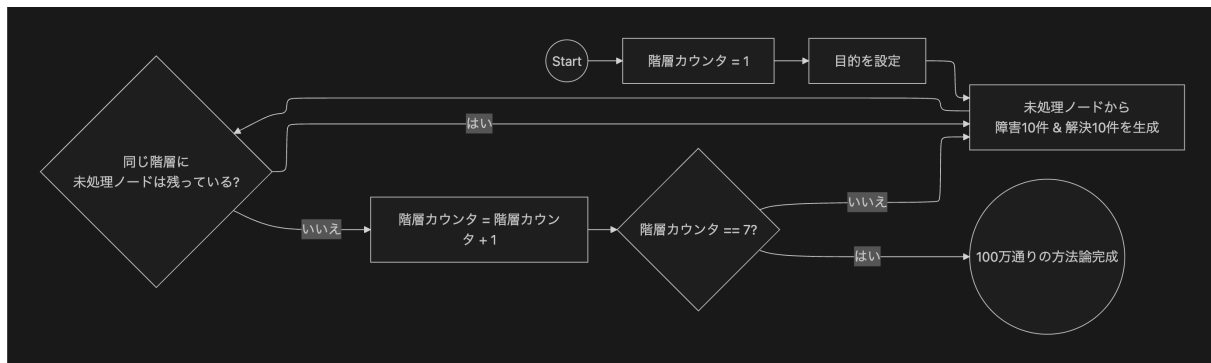 Start
階層カウンタ = 1
目的を設定
未処理ノードから
障害10件 & 解決10件を生成
はい
同じ階層に
未処理ノードは残っている?
いいえ
階層カウンタ = 階層カウン
タ + 1
階層カウンタ == 7?
いいえ
はい
100万通りの方法論完成